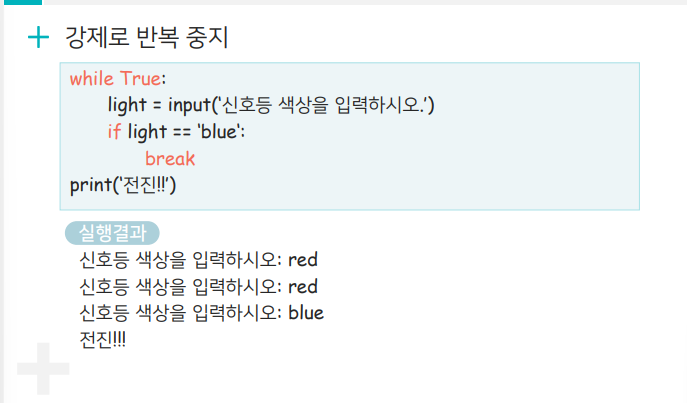 강제로 반복 중지
while True:
light = input(‘신호등 색상을 입력하시오.’)
if light == ‘blue‘:
break
print(‘전진!!’)
실행결과
신호등 색상을 입력하시오: red
신호등 색상을 입력하시오: red
신호등 색상을 입력하시오: blue
전진!!!